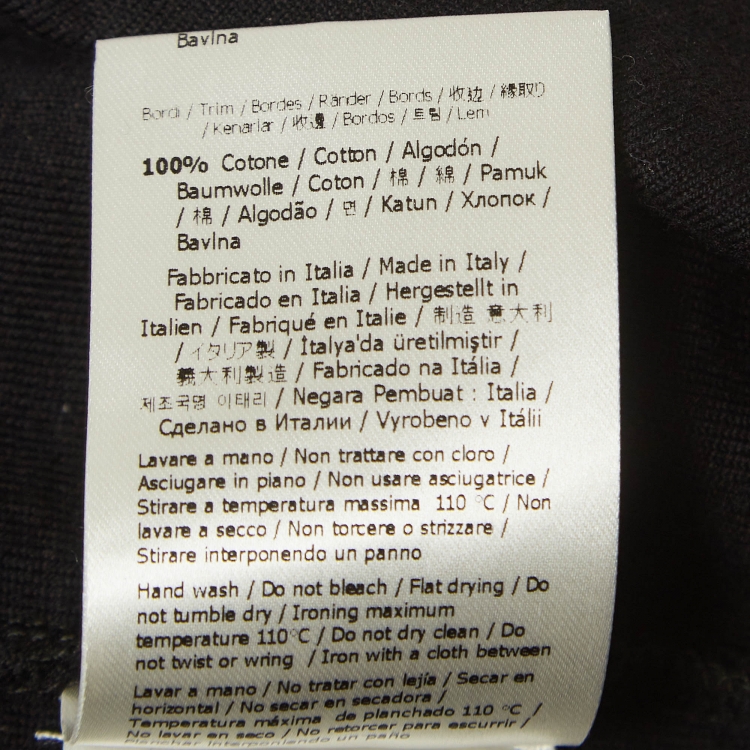 Bavlna
Bordi / Trim / Bordes / Ränder / Bords / 收边 / 縁取り
/ Kenarlar / 收邊 / Bordos / 트림 / Lem
100% Cotone / Cotton / Algodón /
Baumwolle / Coton / 棉 / 綿 / Pamuk
/ 棉 / Algodão / 면 / Katun / Хлопок /
Bavlna
Fabbricato in Italia / Made in Italy /
Fabricado en Italia / Hergestellt in
Italien / Fabriqué en Italie / 制造 意大利
/ イタリア製 / İtalya'da üretilmiştir /
義大利製造 / Fabricado na Itália /
제조국명 이태리 / Negara Pembuat : Italia /
Сделано в Италии / Vyrobeno v Itálii
Lavare a mano / Non trattare con cloro /
Asciugare in piano / Non usare asciugatrice /
Stirare a temperatura massima 110 °C / Non
lavare a secco / Non torcere o strizzare /
Stirare interponendo un panno
Hand wash / Do not bleach / Flat drying / Do
not tumble dry / Ironing maximum
temperature 110°C / Do not dry clean / Do
not twist or wring / Iron with a cloth between
Lavar a mano / No tratar con lejía / Secar en
horizontal / No secar en secadora /
Temperatura máxima de planchado 110 °C /
No lavar en seco / No retorcer para escurrir /
Planchar interponiendo un paño